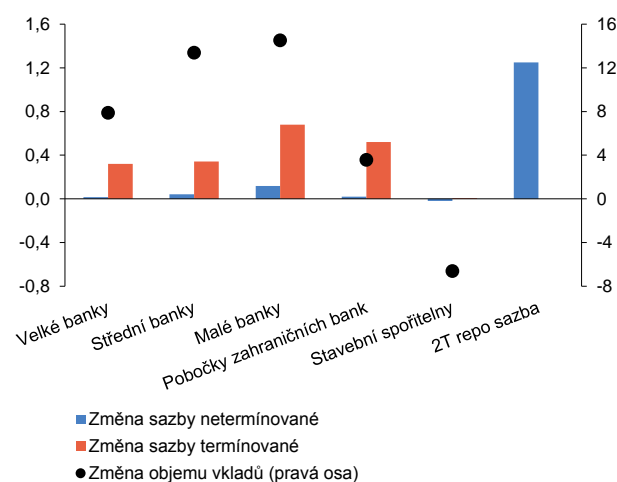 1,6
1,2
0,8
0,4
0,0
-0,4
-0,8
16
12
8
4
0
-4
-8
Velké banky
Střední banky
Malé banky
Pobočky zahraničních bank
Stavební spořitelny
2T repo sazba
Změna sazby netermínované
Změna sazby termínované
Změna objemu vkladů (pravá osa)